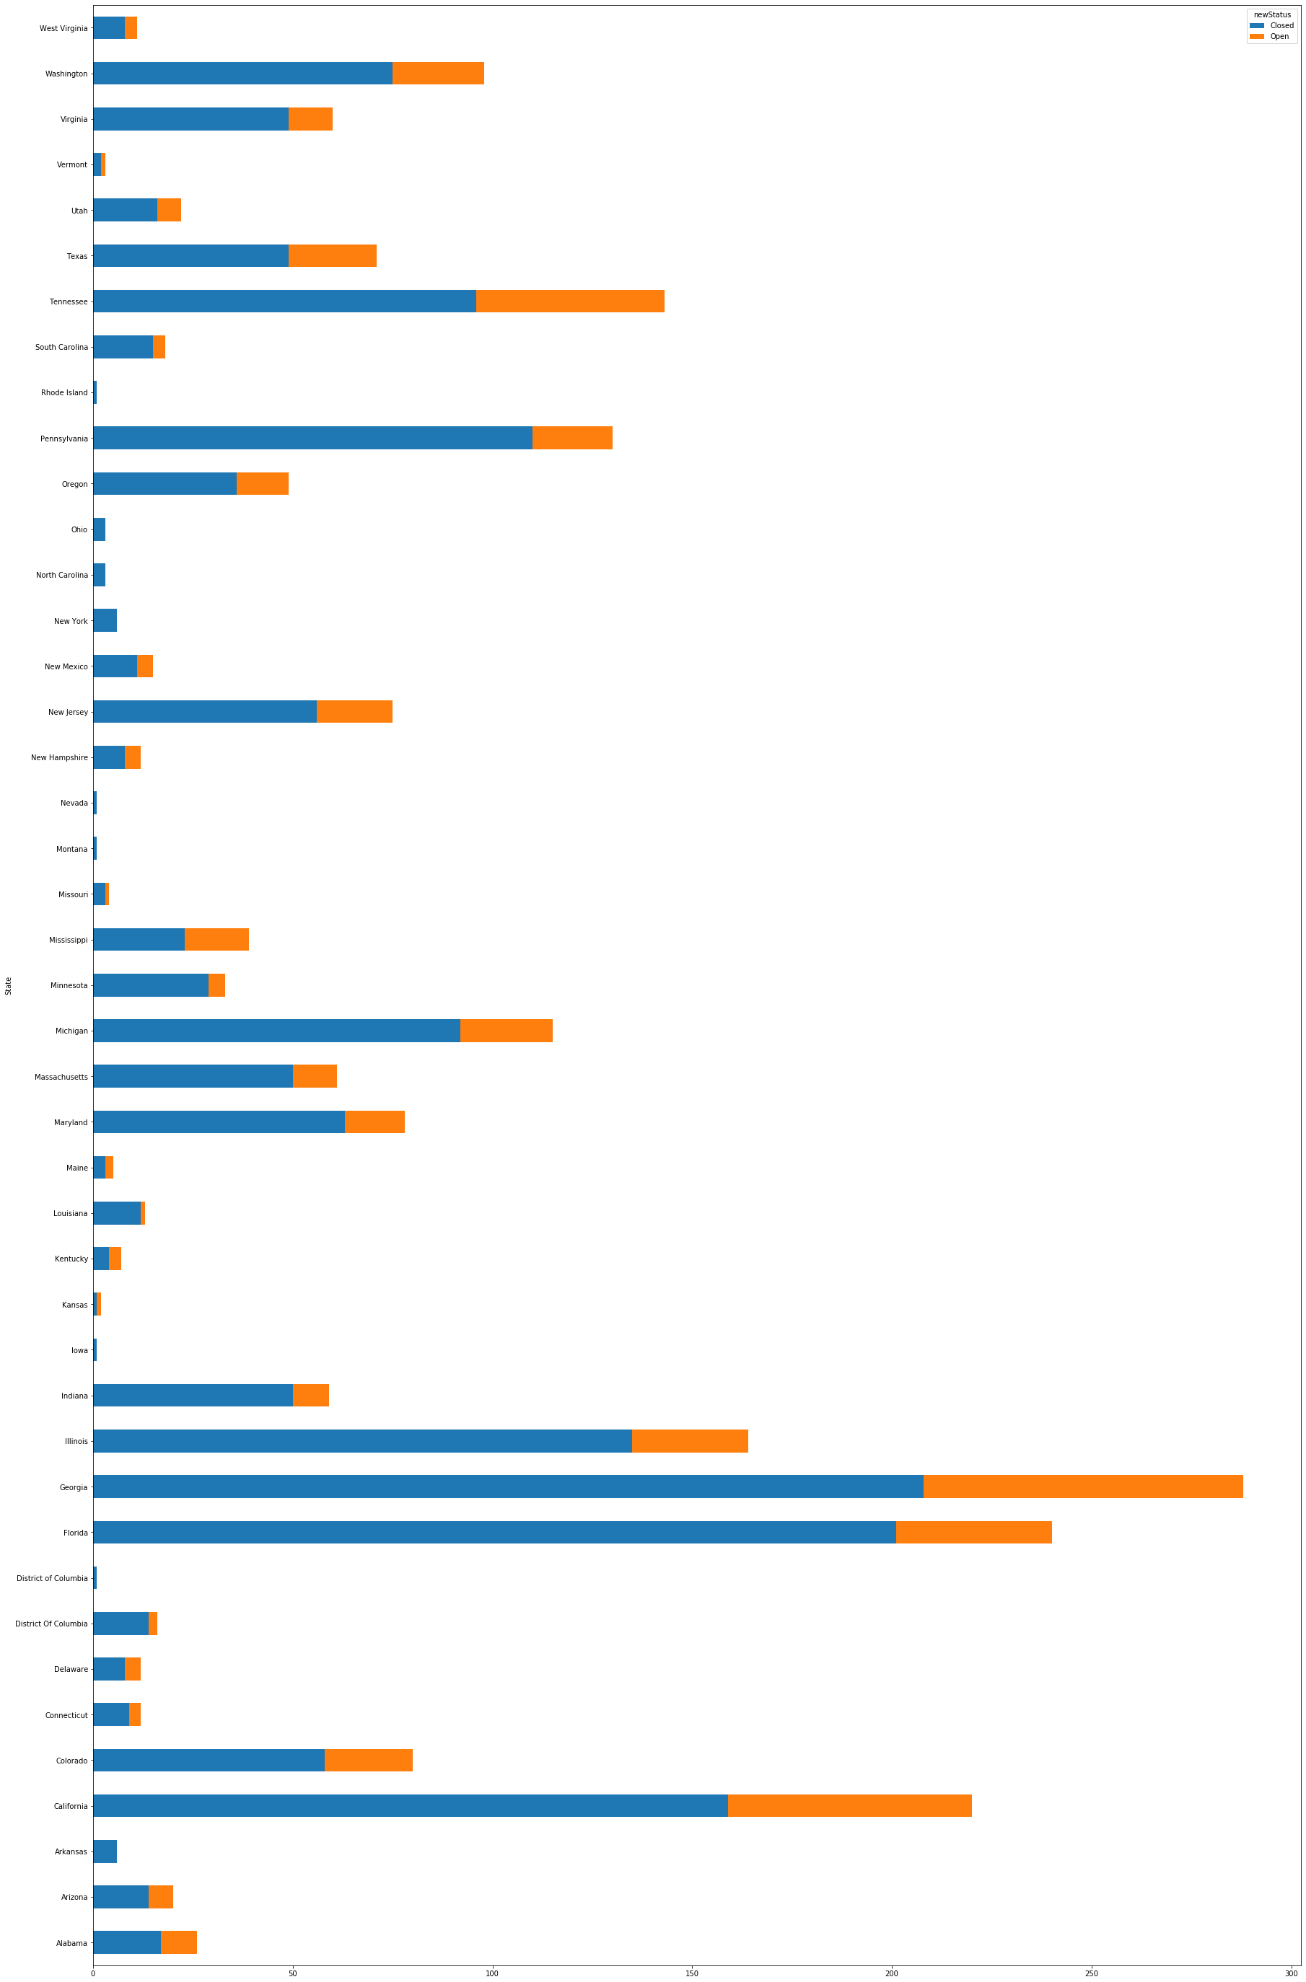 newStatus
Closed
Open
West Virginia
Washington
Virginia
Vermont
Utah
Texas
Tennessee
South Carolina
Rhode Island
Pennsylvania
Oregon
Ohio
North Carolina
New York
New Mexico
New Jersey
New Hampshire
Nevada
Montana
Missouri
Mississippi
Minnesota
Michigan
Massachusetts
Maryland
Maine
Louisiana
Kentucky
Kansas
Iowa
Indiana
Illinois
Georgia
Florida
District of Columbia
District Of Columbia
Delaware
Connecticut
Colorado
California
Arkansas
Arizona
Alabama
State
0 50 100 150 200 250 300